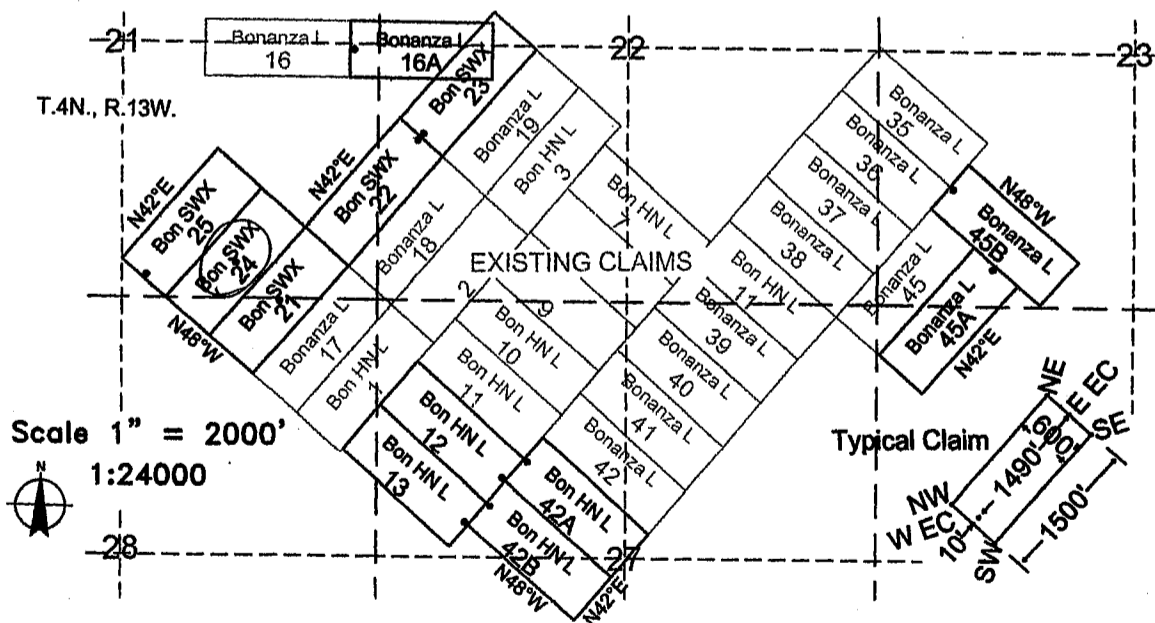 21
22
23
Bonanza L
16
Bonanza L
16A
T.4N., R.13W.
Bon SWX
23
N42°E
Bonanza L
19
Bon HN L
3
Bonanza L
35
Bonanza L
36
Bonanza L
37
Bonanza L
38
N42°E
Bon SWX
22
Bon SWX
25
Bon SWX
24
Bon SWX
21
N48°W
Bonanza L
18
Bon HN L
EXISTING CLAIMS
2
9
Bon HN L
11
Bonanza L
45
N48°W
Bonanza L
45B
Bonanza L
45A
N42°E
Bonanza L
17
Bon HN L
1
Bon HN L
10
Bon HN L
11
Bonanza L
39
Bonanza L
40
Bonanza L
41
Bonanza L
42
Bon HN L
12
Bon HN L
13
Bon HN L
42A
Bon HN L
42B
N48°W
N42°E
Scale 1" = 2000'
1:24000
N
28
27
Typical Claim
NE
E EC
SE
600'
1490'
1500'
NW
W EC
10'
SW